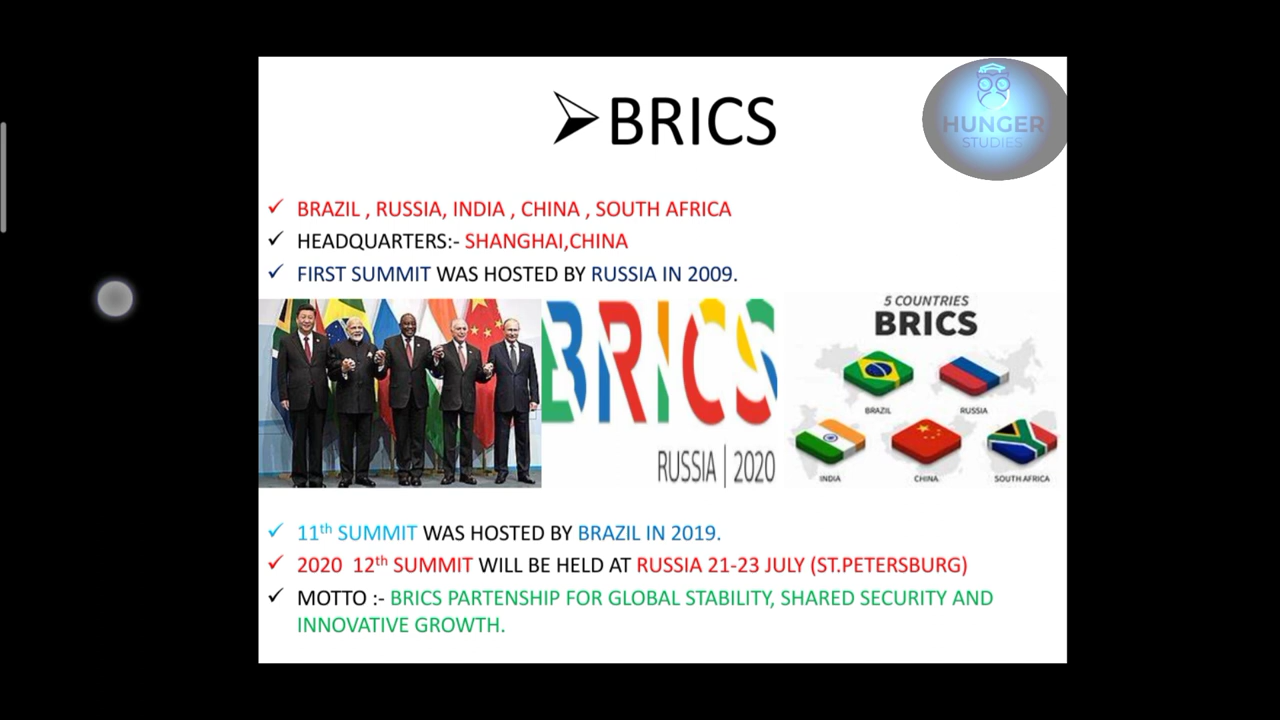 BRICS
HUNGER
STUDIES
BRAZIL , RUSSIA, INDIA , CHINA , SOUTH AFRICA
HEADQUARTERS:- SHANGHAI,CHINA
FIRST SUMMIT WAS HOSTED BY RUSSIA IN 2009.
BRICS
RUSSIA | 2020
5 COUNTRIES
BRICS
BRAZIL
RUSSIA
INDIA
CHINA
SOUTH AFRICA
11th SUMMIT WAS HOSTED BY BRAZIL IN 2019.
2020 12th SUMMIT WILL BE HELD AT RUSSIA 21-23 JULY (ST.PETERSBURG)
MOTTO :- BRICS PARTENSHIP FOR GLOBAL STABILITY, SHARED SECURITY AND
INNOVATIVE GROWTH.